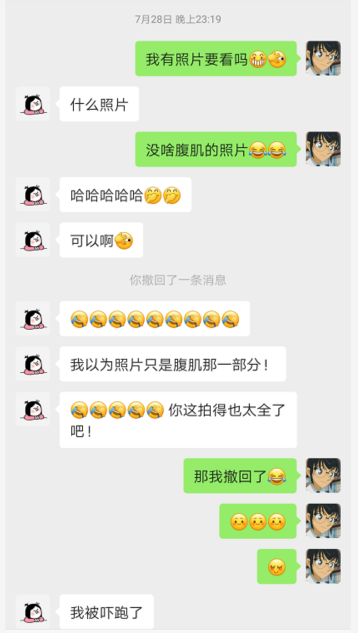 7月28日 晚上23:19
我有照片要看吗😁🫣
什么照片
没啥腹肌的照片😂😂
哈哈哈哈哈🤭🤭
可以啊🫣
你撤回了一条消息
我以为照片只是腹肌那一部分！
你这拍得也太全了
吧！
那我撤回了😂
我被吓跑了